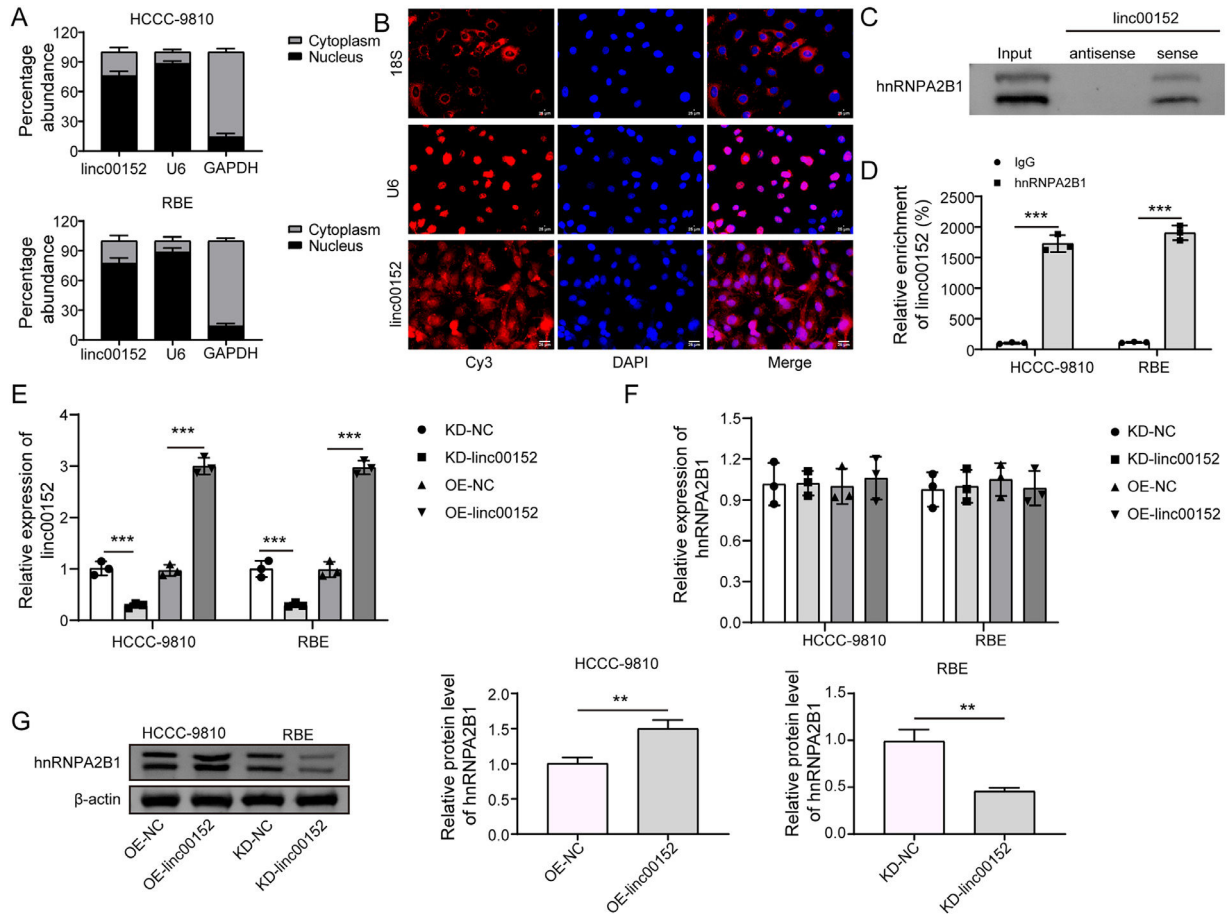 A
HCCC-9810
120
90
60
30
0
Percentage
abundance
Cytoplasm
Nucleus
linc00152
U6
GAPDH
RBE
120
90
60
30
0
Percentage
abundance
Cytoplasm
Nucleus
linc00152
U6
GAPDH
B
18S
U6
linc00152
Cy3
DAPI
Merge
C
linc00152
Input
antisense
sense
hnRNPA2B1
D
IgG
hnRNPA2B1
Relative enrichment
of linc00152 (%)
2000
1500
1000
500
0
***
***
HCCC-9810
RBE
E
Relative expression of
linc00152
4
3
2
1
0
***
***
***
***
HCCC-9810
RBE
KD-NC
KD-linc00152
OE-NC
OE-linc00152
F
Relative expression of
hnRNPA2B1
1.5
1.2
0.9
0.6
0.3
0.0
HCCC-9810
RBE
KD-NC
KD-linc00152
OE-NC
OE-linc00152
G
HCCC-9810
RBE
hnRNPA2B1
β-actin
OE-NC
OE-linc00152
KD-NC
KD-linc00152
HCCC-9810
Relative protein level
of hnRNPA2B1
2.0
1.5
1.0
0.5
0.0
**
OE-NC
OE-linc00152
RBE
Relative protein level
of hnRNPA2B1
1.5
1.0
0.5
0.0
**
KD-NC
KD-linc00152